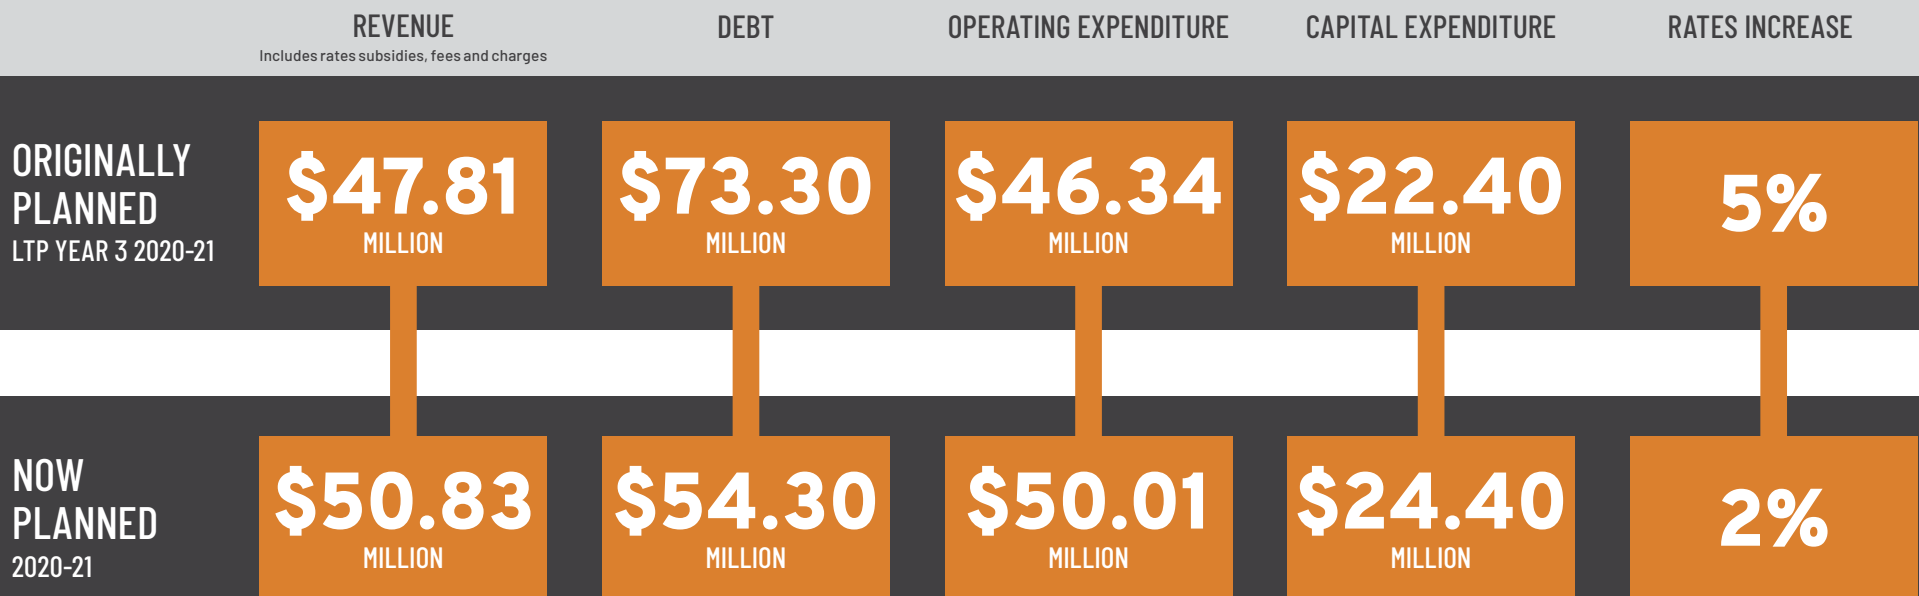 REVENUE
Includes rates subsidies, fees and charges
DEBT
OPERATING EXPENDITURE
CAPITAL EXPENDITURE
RATES INCREASE
ORIGINALLY
PLANNED
LTP YEAR 3 2020-21
$47.81
MILLION
$73.30
MILLION
$46.34
MILLION
$22.40
MILLION
5%
NOW
PLANNED
2020-21
$50.83
MILLION
$54.30
MILLION
$50.01
MILLION
$24.40
MILLION
2%